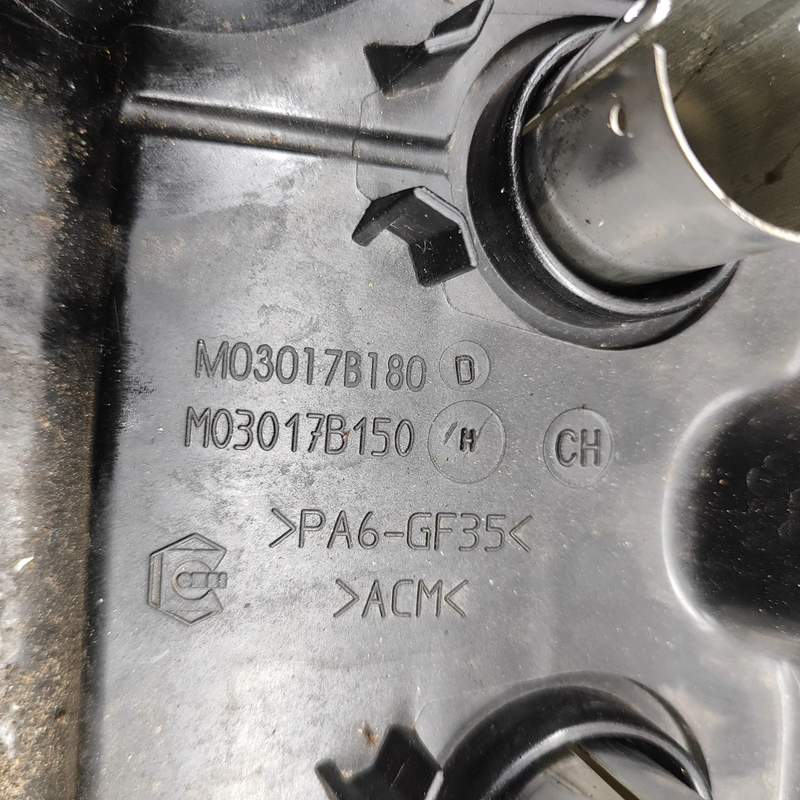 M03017B180 D
M03017B150 H CH
>PA6-GF35<
>ACM<